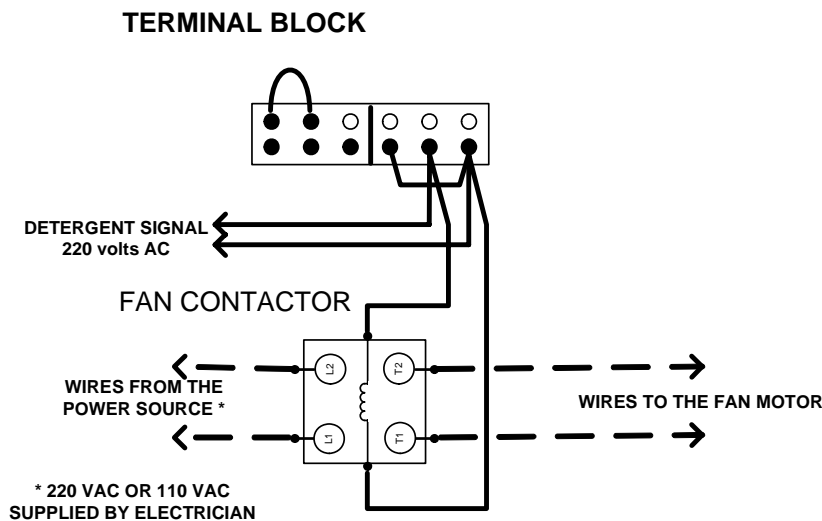 TERMINAL BLOCK
DETERGENT SIGNAL
220 volts AC
FAN CONTACTOR
L2
T2
WIRES FROM THE
POWER SOURCE *
WIRES TO THE FAN MOTOR
L1
T1
* 220 VAC OR 110 VAC
SUPPLIED BY ELECTRICIAN